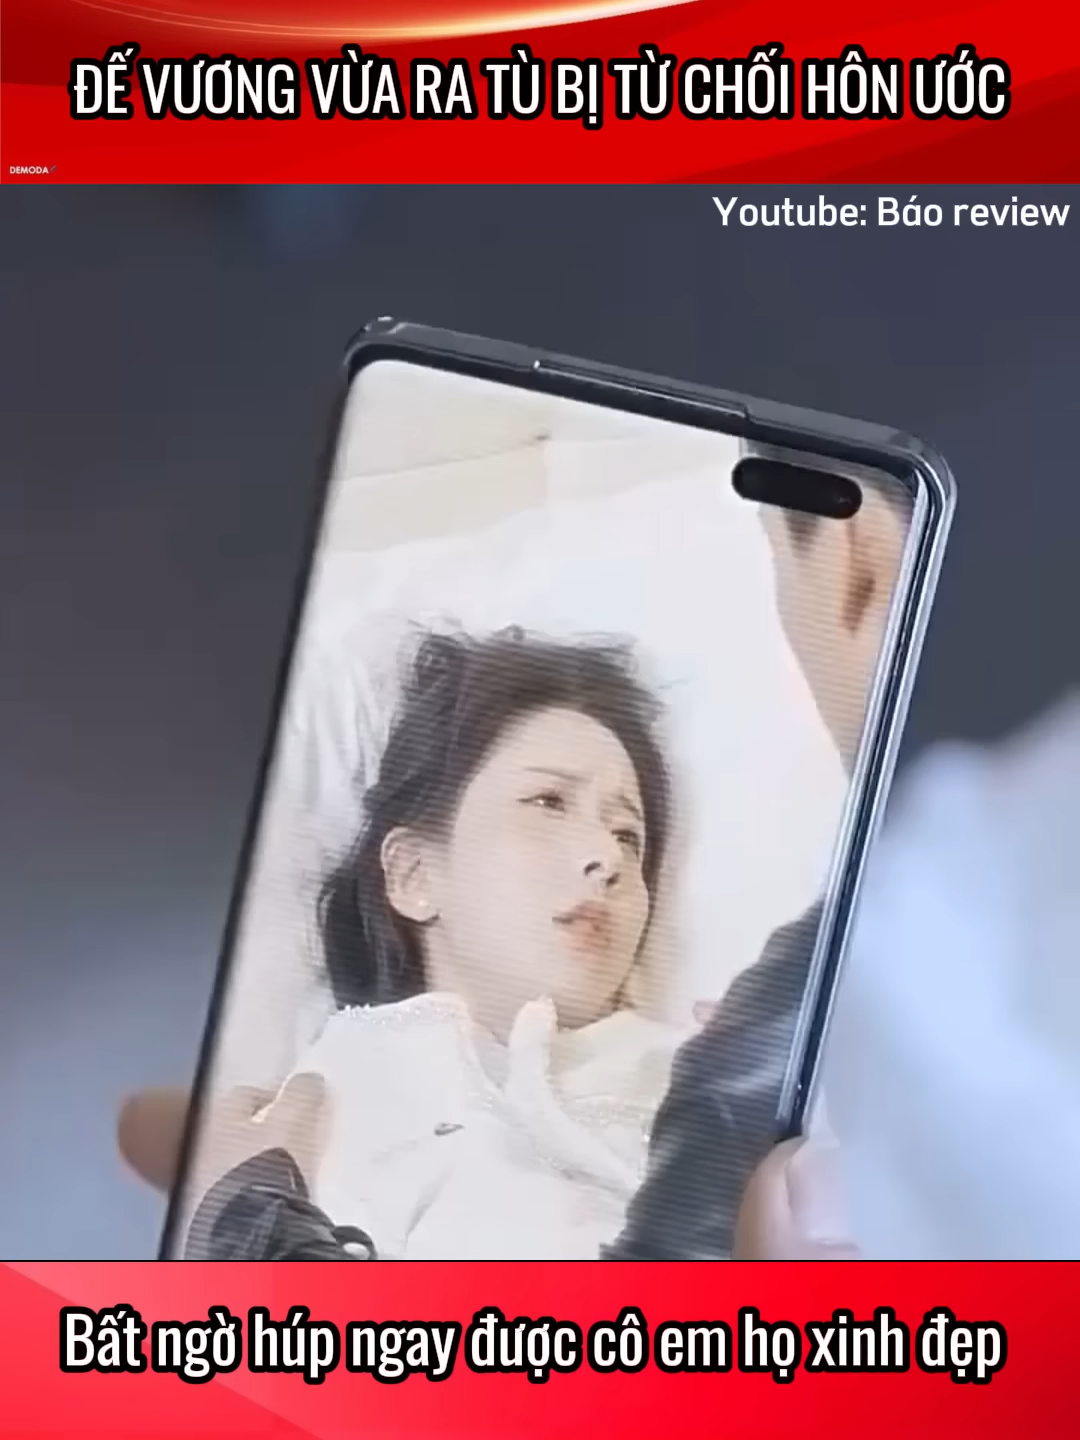 ĐẾ VƯƠNG VỪA RA TÙ BỊ TỪ CHỐI HÔN ƯỚC
DEMODA
Youtube: Báo review
Bất ngờ húp ngay được cô em họ xinh đẹp